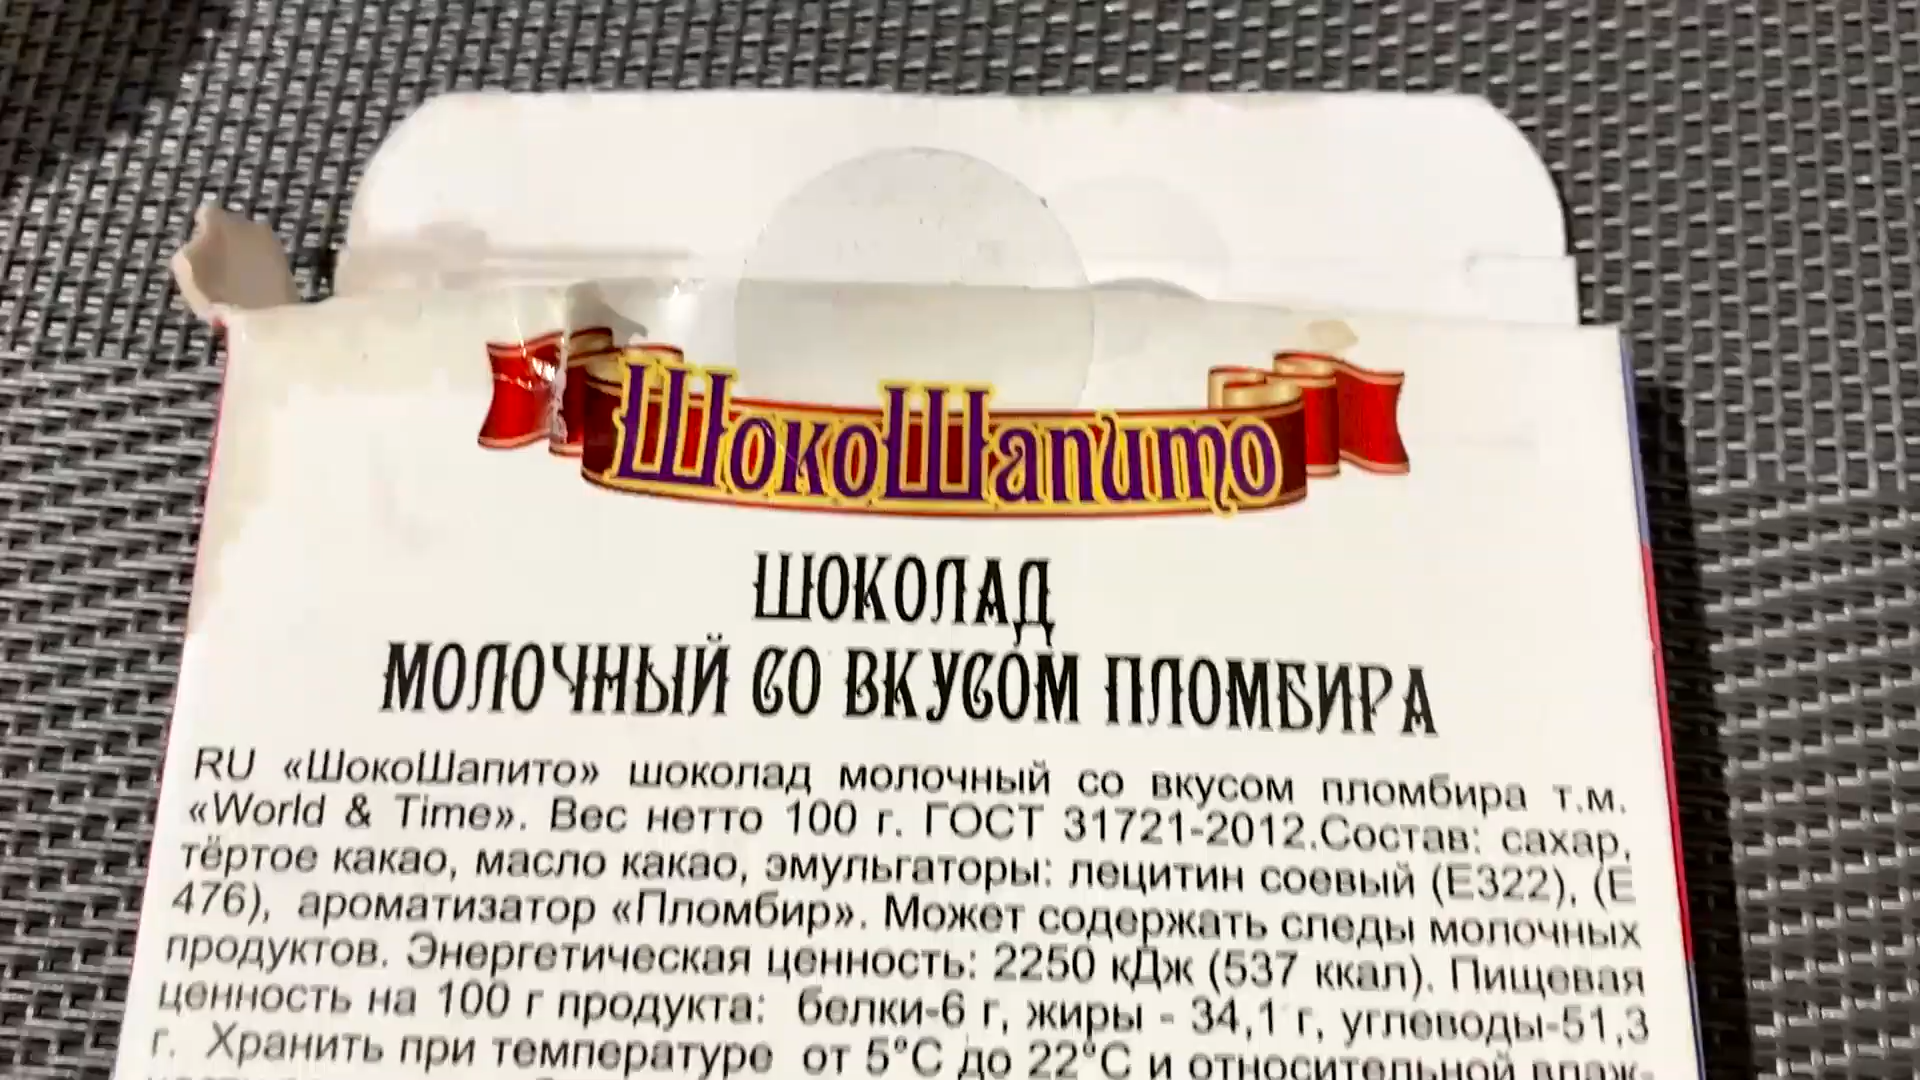 ШокоШапито
ШОКОЛАД
МОЛОЧНЫЙ СО ВКУСОМ ПЛОМБИРА
RU «ШокоШапито» шоколад молочный со вкусом пломбира т.м.
«World & Time». Вес нетто 100 г. ГОСТ 31721-2012.Состав: сахар,
тёртое какао, масло какао, эмульгаторы: лецитин соевый (Е322), (Е
476), ароматизатор «Пломбир». Может содержать следы молочных
продуктов. Энергетическая ценность: 2250 кДж (537 ккал). Пищевая
ценность на 100 г продукта: белки-6 г, жиры - 34,1 г, углеводы-51,3
г. Хранить при температуре от 5°С до 22°С и относительной влаж-